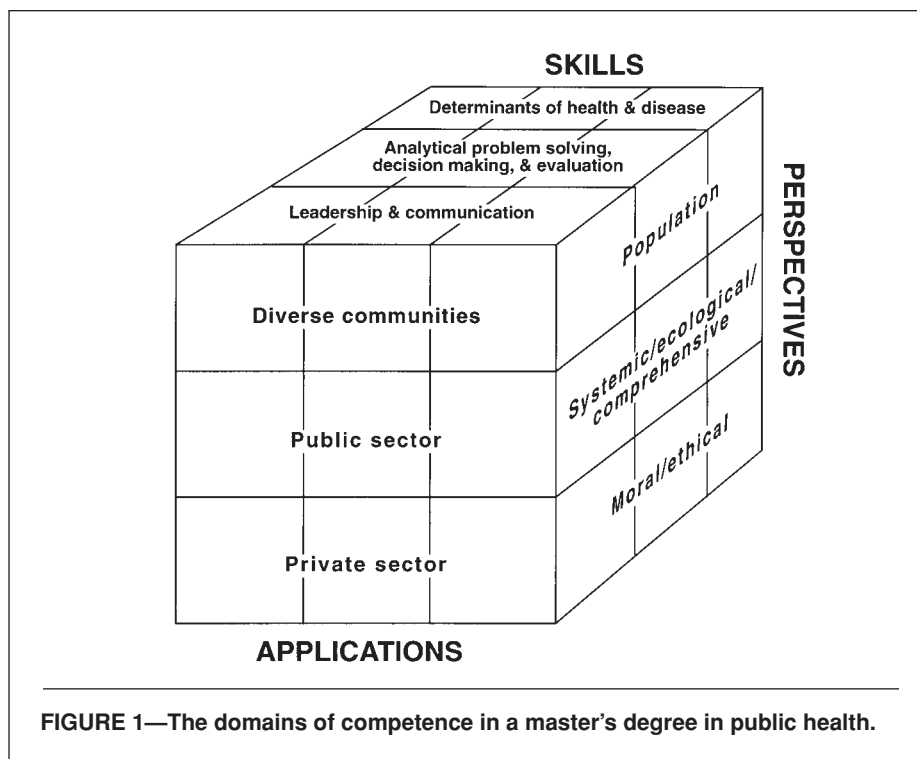 SKILLS
Determinants of health & disease
Analytical problem solving,
decision making, & evaluation
Leadership & communication
PERSPECTIVES
Population
Systemic/ecological/
comprehensive
Moral/ethical
Diverse communities
Public sector
Private sector
APPLICATIONS
FIGURE 1—The domains of competence in a master's degree in public health.